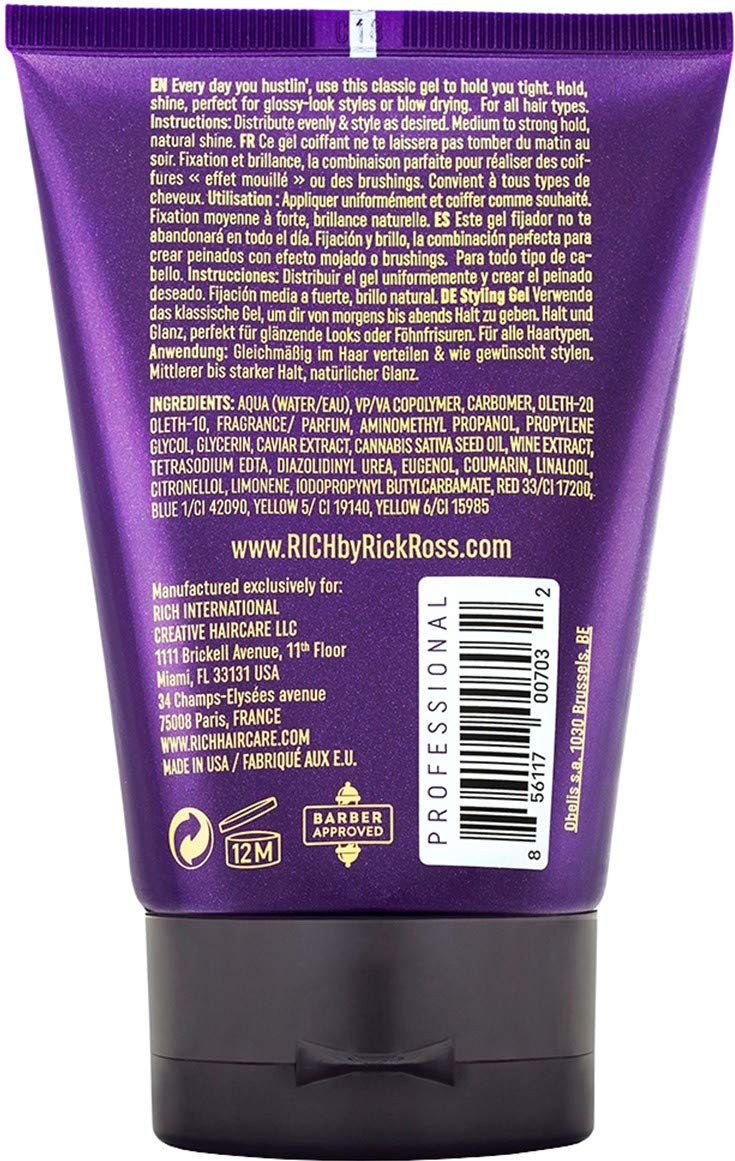 EN Every day you hustlin', use this classic gel to hold you tight. Hold,
shine, perfect for glossy-look styles or blow drying. For all hair types.
Instructions: Distribute evenly & style as desired. Medium to strong hold,
natural shine. FR Ce gel coiffant ne te laissera pas tomber du matin au
soir. Fixation et brillance, la combinaison parfaite pour réaliser des coif-
fures « effet mouillé » ou des brushings. Convient à tous types de
cheveux. Utilisation : Appliquer uniformément et coiffer comme souhaité.
Fixation moyenne à forte, brillance naturelle. ES Este gel fijador no te
abandonará en todo el día. Fijación y brillo, la combinación perfecta para
crear peinados con efecto mojado o brushings. Para todo tipo de ca-
bello. Instrucciones: Distribuir el gel uniformemente y crear el peinado
deseado. Fijación media a fuerte, brillo natural. DE Styling Gel Verwende
das klassische Gel, um dir von morgens bis abends Halt zu geben. Halt und
Glanz, perfekt für glänzende Looks oder Föhnfrisuren. Für alle Haartypen.
Anwendung: Gleichmäßig im Haar verteilen & wie gewünscht stylen.
Mittlerer bis starker Halt, natürlicher Glanz.
INGREDIENTS: AQUA (WATER/EAU), VP/VA COPOLYMER, CARBOMER, OLETH-20
OLETH-10, FRAGRANCE/ PARFUM, AMINOMETHYL PROPANOL, PROPYLENE
GLYCOL, GLYCERIN, CAVIAR EXTRACT, CANNABIS SATIVA SEED OIL, WINE EXTRACT,
TETRASODIUM EDTA, DIAZOLIDINYL UREA, EUGENOL, COUMARIN, LINALOOL,
CITRONELLOL, LIMONENE, IODOPROPYNYL BUTYLCARBAMATE, RED 33/CI 17200,
BLUE 1/CI 42090, YELLOW 5/ CI 19140, YELLOW 6/CI 15985
www.RICHbyRickRoss.com
Manufactured exclusively for:
RICH INTERNATIONAL
CREATIVE HAIRCARE LLC
1111 Brickell Avenue, 11th Floor
Miami, FL 33131 USA
34 Champs-Elysées avenue
75008 Paris, FRANCE
WWW.RICHHAIRCARE.COM
MADE IN USA / FABRIQUÉ AUX E.U.
12M
BARBER
APPROVED
PROFESSIONAL
8 56117 00703 2
Obelis s.a. 1030 Brussels, BE